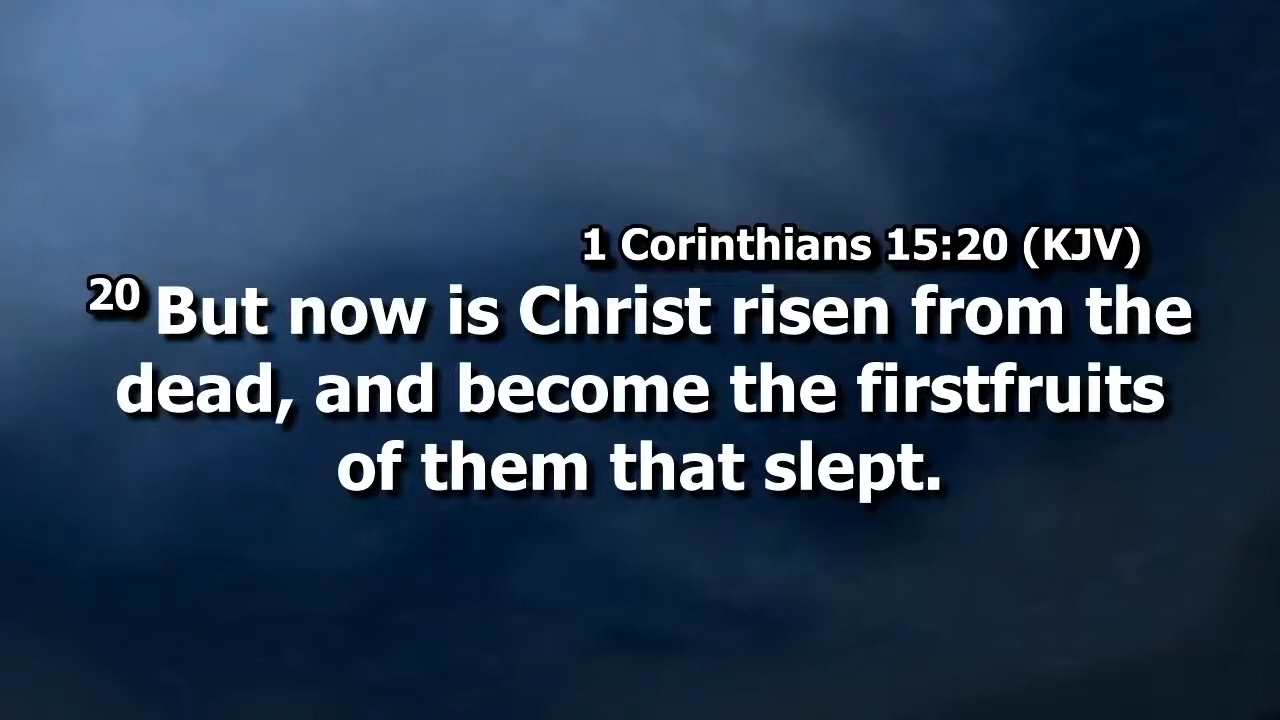 1 Corinthians 15:20 (KJV)
20 But now is Christ risen from the
dead, and become the firstfruits
of them that slept.